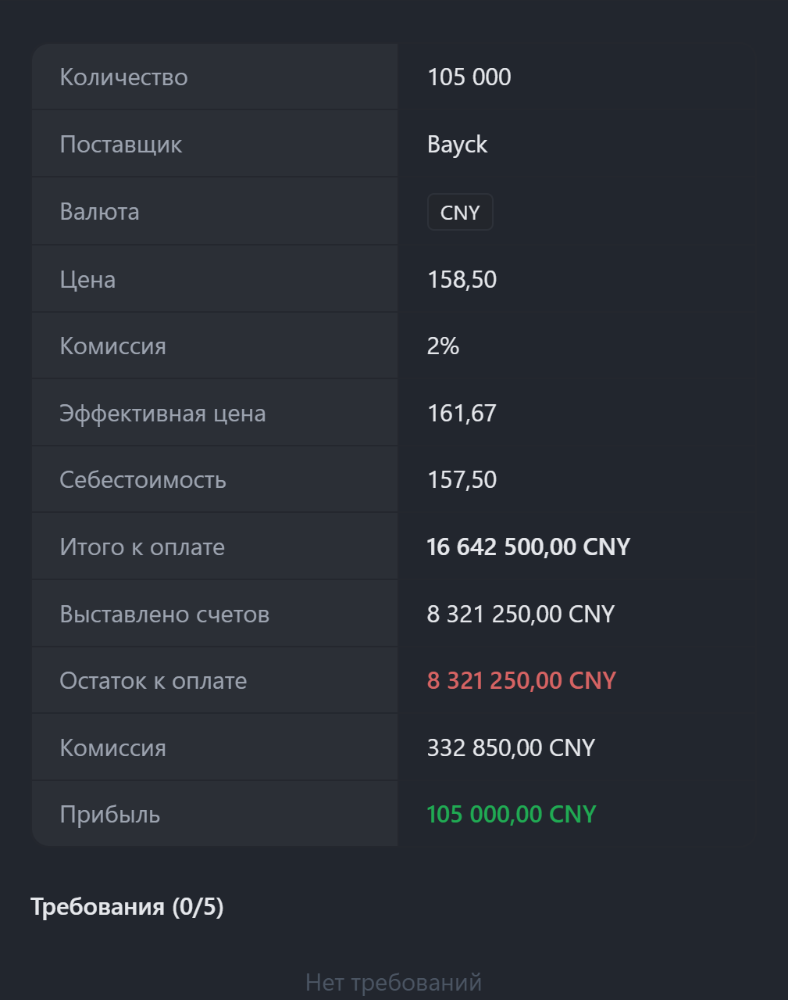 Количество 105 000
Поставщик Bayck
Валюта CNY
Цена 158,50
Комиссия 2%
Эффективная цена 161,67
Себестоимость 157,50
Итого к оплате 16 642 500,00 CNY
Выставлено счетов 8 321 250,00 CNY
Остаток к оплате 8 321 250,00 CNY
Комиссия 332 850,00 CNY
Прибыль 105 000,00 CNY
Требования (0/5)
Нет требований